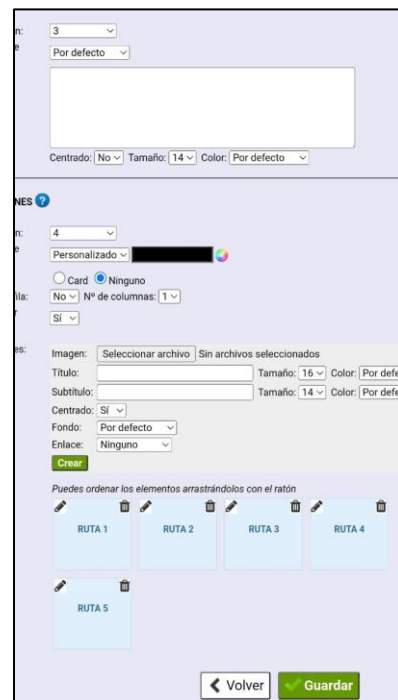 n: 3
e Por defecto
Centrado: No Tamaño: 14 Color: Por defecto
NES ?
n: 4
e Personalizado
Card Ninguno
fila: No Nº de columnas: 1
r Sí
es: Imagen: Seleccionar archivo Sin archivos seleccionados
Título: Tamaño: 16 Color: Por defe
Subtítulo: Tamaño: 14 Color: Por defe
Centrado: Sí
Fondo: Por defecto
Enlace: Ninguno
Crear
Puedes ordenar los elementos arrastrándolos con el ratón
RUTA 1 RUTA 2 RUTA 3 RUTA 4
RUTA 5
Volver Guardar